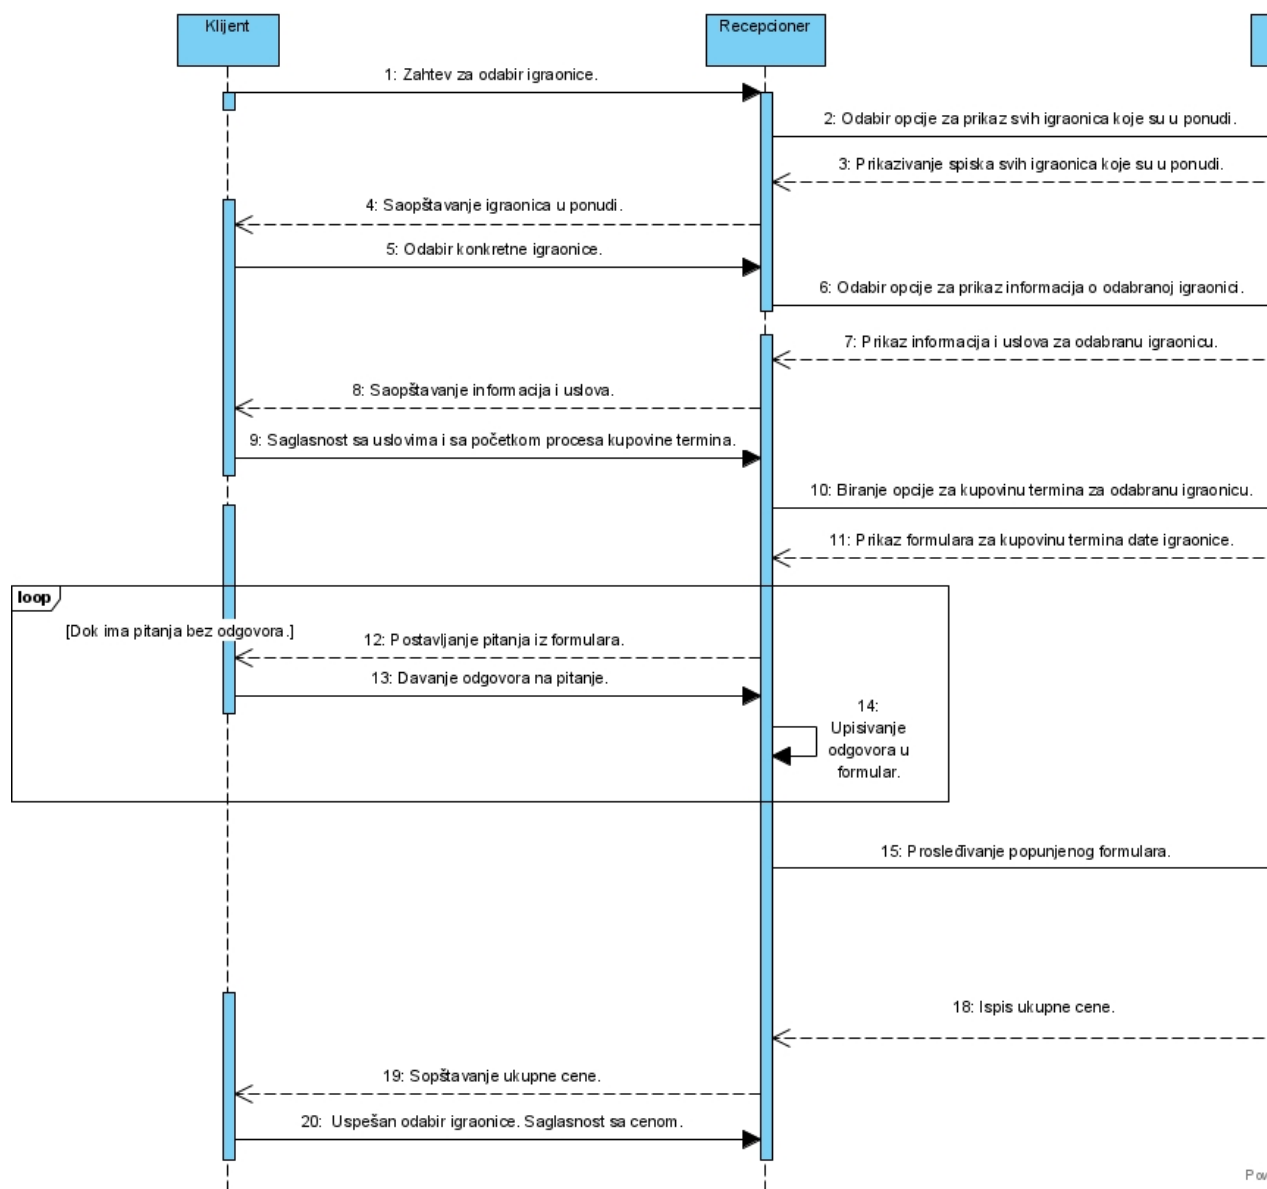 Klijent
Recepcioner
1: Zahtev za odabir igraonice.
2: Odabir opcije za prikaz svih igraonica koje su u ponudi.
3: Prikazivanje spiska svih igraonica koje su u ponudi.
4: Saopštavanje igraonica u ponudi.
5: Odabir konkretne igraonice.
6: Odabir opcije za prikaz informacija o odabranoj igraonici.
7: Prikaz informacija i uslova za odabranu igraonicu.
8: Saopštavanje informacija i uslova.
9: Saglasnost sa uslovima i sa početkom procesa kupovine termina.
10: Biranje opcije za kupovinu termina za odabranu igraonicu.
11: Prikaz formulara za kupovinu termina date igraonice.
loop
[Dok ima pitanja bez odgovora.]
12: Postavljanje pitanja iz formulara.
13: Davanje odgovora na pitanje.
14:
Upisivanje
odgovora u
formular.
15: Prosleđivanje popunjenog formulara.
18: Ispis ukupne cene.
19: Sopštavanje ukupne cene.
20: Uspešan odabir igraonice. Saglasnost sa cenom.